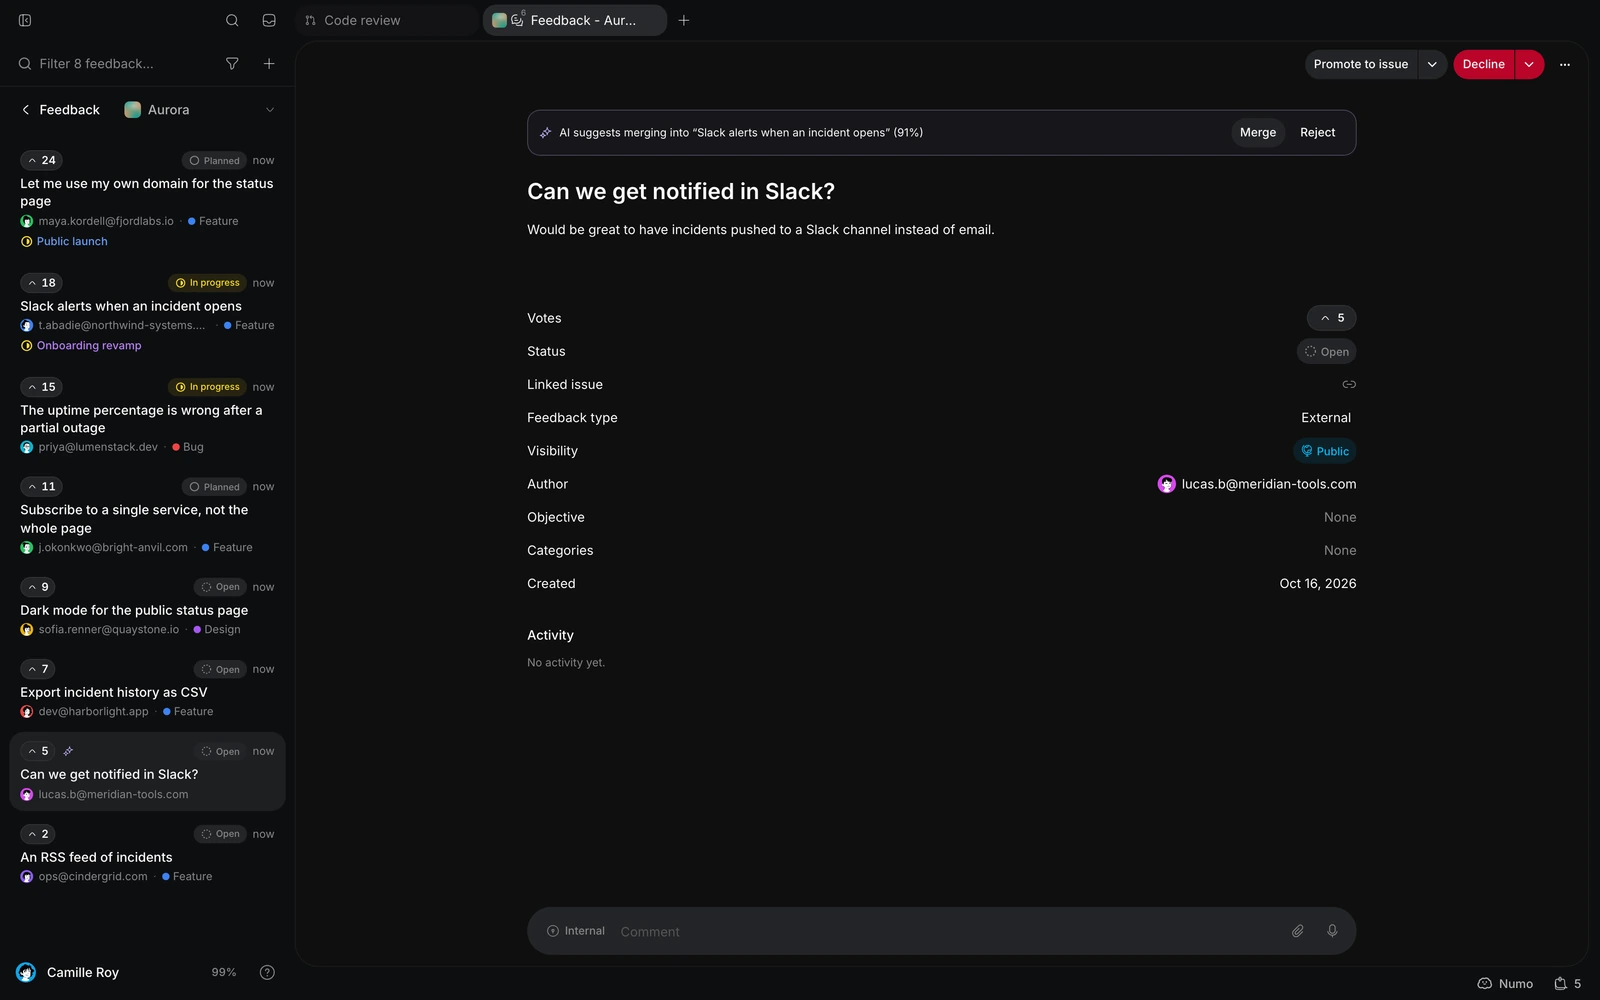 Code review
6
Feedback - Aur...
Filter 8 feedback...
Promote to issue
Decline
Feedback
Aurora
24
Planned
now
Let me use my own domain for the status
page
maya.kordell@fjordlabs.io · Feature
Public launch
18
In progress
now
Slack alerts when an incident opens
t.abadie@northwind-systems.... · Feature
Onboarding revamp
15
In progress
now
The uptime percentage is wrong after a
partial outage
priya@lumenstack.dev · Bug
11
Planned
now
Subscribe to a single service, not the
whole page
j.okonkwo@bright-anvil.com · Feature
9
Open
now
Dark mode for the public status page
sofia.renner@quaystone.io · Design
7
Open
now
Export incident history as CSV
dev@harborlight.app · Feature
5
Open
now
Can we get notified in Slack?
lucas.b@meridian-tools.com
2
Open
now
An RSS feed of incidents
ops@cindergrid.com · Feature
Camille Roy
99%
AI suggests merging into “Slack alerts when an incident opens” (91%)
Merge
Reject
Can we get notified in Slack?
Would be great to have incidents pushed to a Slack channel instead of email.
Votes
5
Status
Open
Linked issue
Feedback type
External
Visibility
Public
Author
lucas.b@meridian-tools.com
Objective
None
Categories
None
Created
Oct 16, 2026
Activity
No activity yet.
Internal
Comment
Numo
5